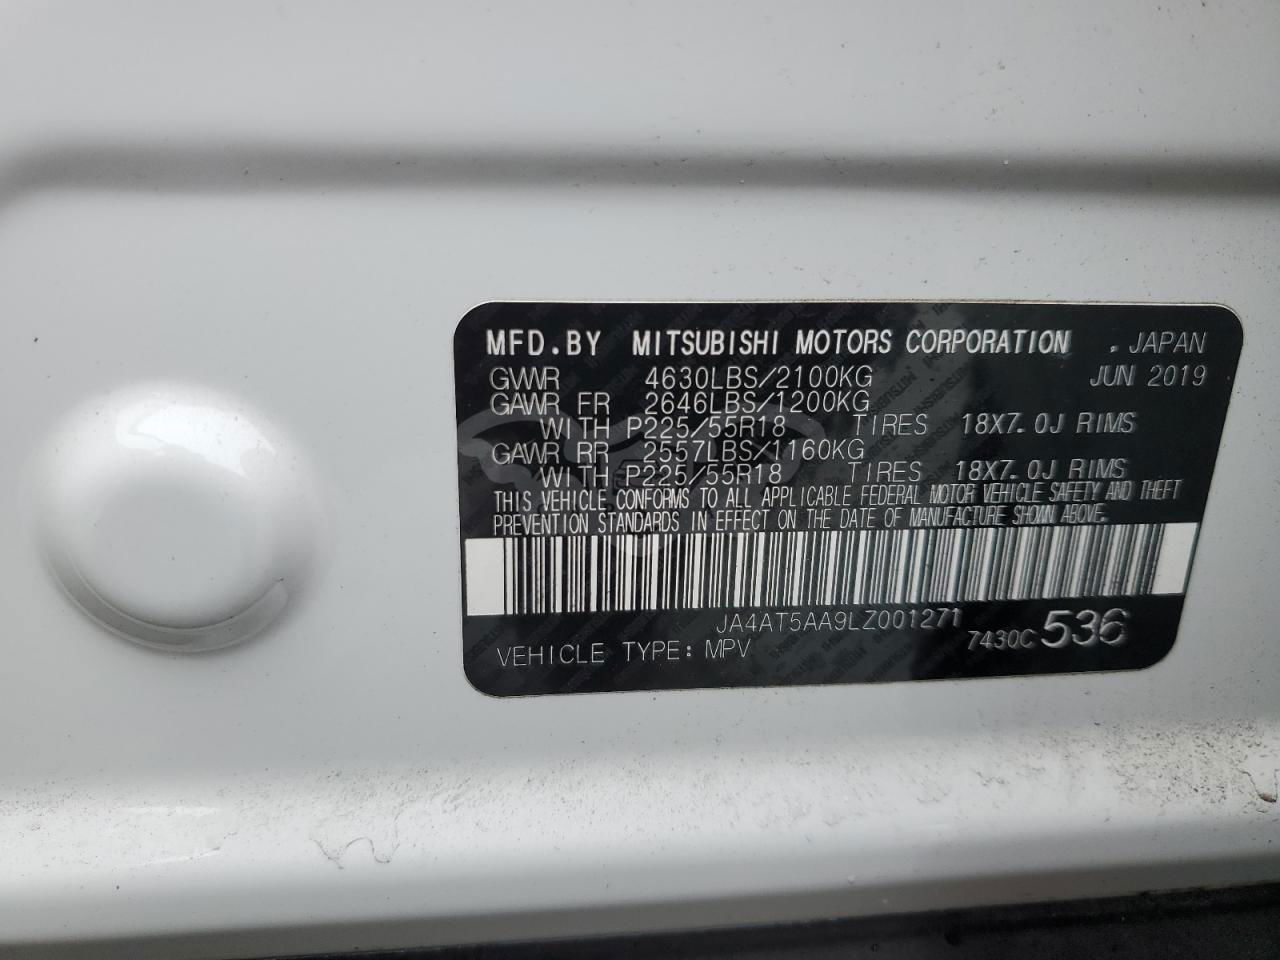 MFD.BY MITSUBISHI MOTORS CORPORATION . JAPAN
GVWR 4630LBS/2100KG JUN 2019
GAWR FR 2646LBS/1200KG
WITH P225/55R18 TIRES 18X7.0J RIMS
GAWR RR 2557LBS/1160KG
WITH P225/55R18 TIRES 18X7.0J RIMS
THIS VEHICLE CONFORMS TO ALL APPLICABLE FEDERAL MOTOR VEHICLE SAFETY AND THEFT
PREVENTION STANDARDS IN EFFECT ON THE DATE OF MANUFACTURE SHOWN ABOVE.
JA4AT5AA9LZ001271
VEHICLE TYPE: MPV 7430C 536